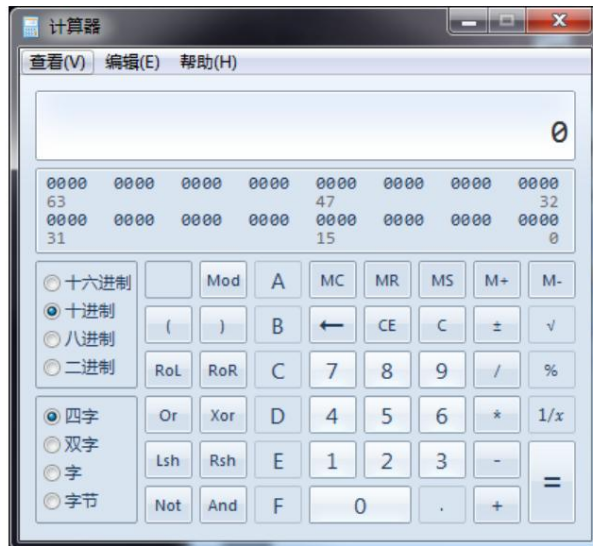 计算器
查看(V) 编辑(E) 帮助(H)
0
0000 0000 0000 0000 0000 0000 0000 0000
63 47 32
0000 0000 0000 0000 0000 0000 0000 0000
31 15 0
十六进制 Mod A MC MR MS M+ M-
十进制
( ) B ← CE C ± √
八进制
二进制 RoL RoR C 7 8 9 / %
四字 Or Xor D 4 5 6 * 1/x
双字
Lsh Rsh E 1 2 3 - =
字
字节 Not And F 0 . +